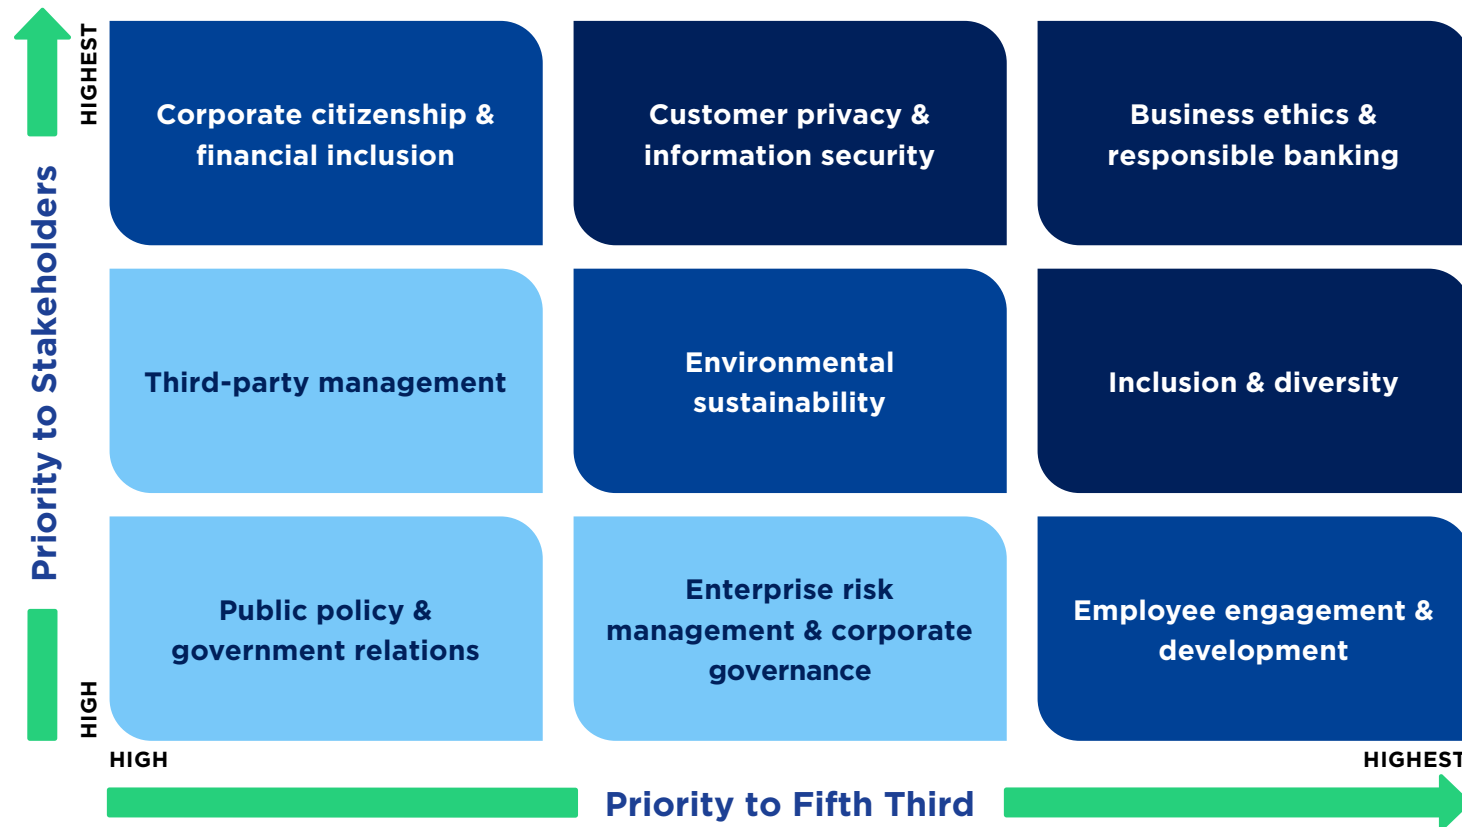 HIGHEST
Priority to Stakeholders
HIGH
Corporate citizenship &
financial inclusion
Customer privacy &
information security
Business ethics &
responsible banking
Third-party management
Environmental
sustainability
Inclusion & diversity
Public policy &
government relations
Enterprise risk
management & corporate
governance
Employee engagement &
development
HIGH
HIGHEST
Priority to Fifth Third